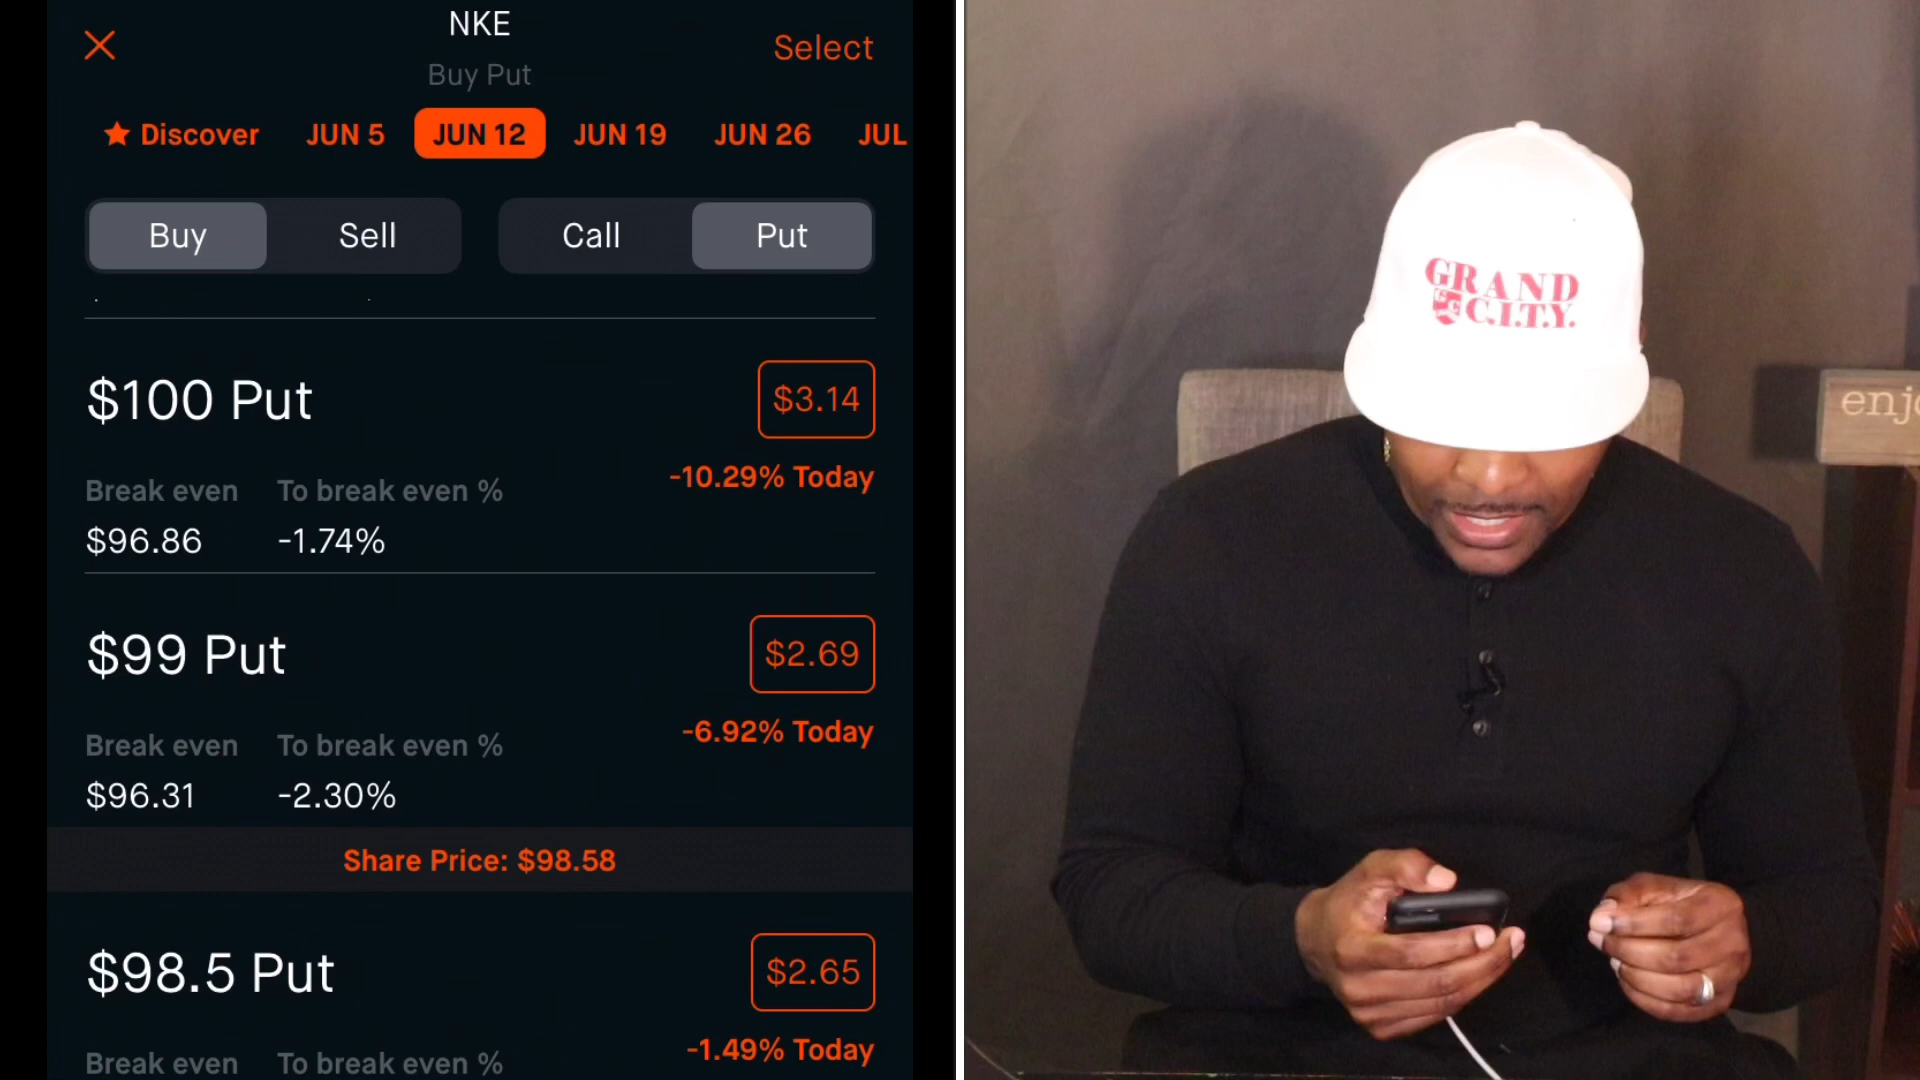 NKE
Select
Buy Put
Discover JUN 5 JUN 12 JUN 19 JUN 26 JUL
Buy Sell Call Put
$100 Put $3.14
-10.29% Today
Break even To break even %
$96.86 -1.74%
$99 Put $2.69
-6.92% Today
Break even To break even %
$96.31 -2.30%
Share Price: $98.58
$98.5 Put $2.65
-1.49% Today
Break even To break even %
GRAND
C.I.T.Y.
enjo